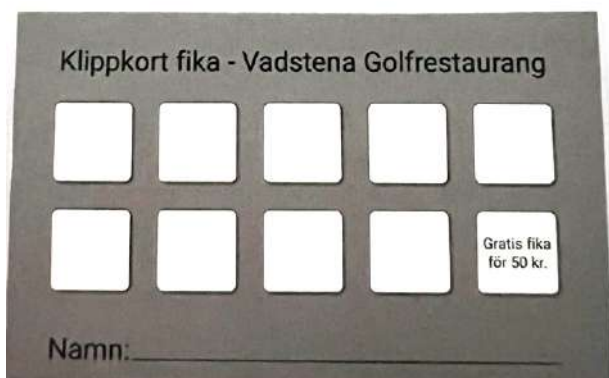 Klippkort fika - Vadstena Golfrestaurang
Gratis fika
för 50 kr.
Namn: